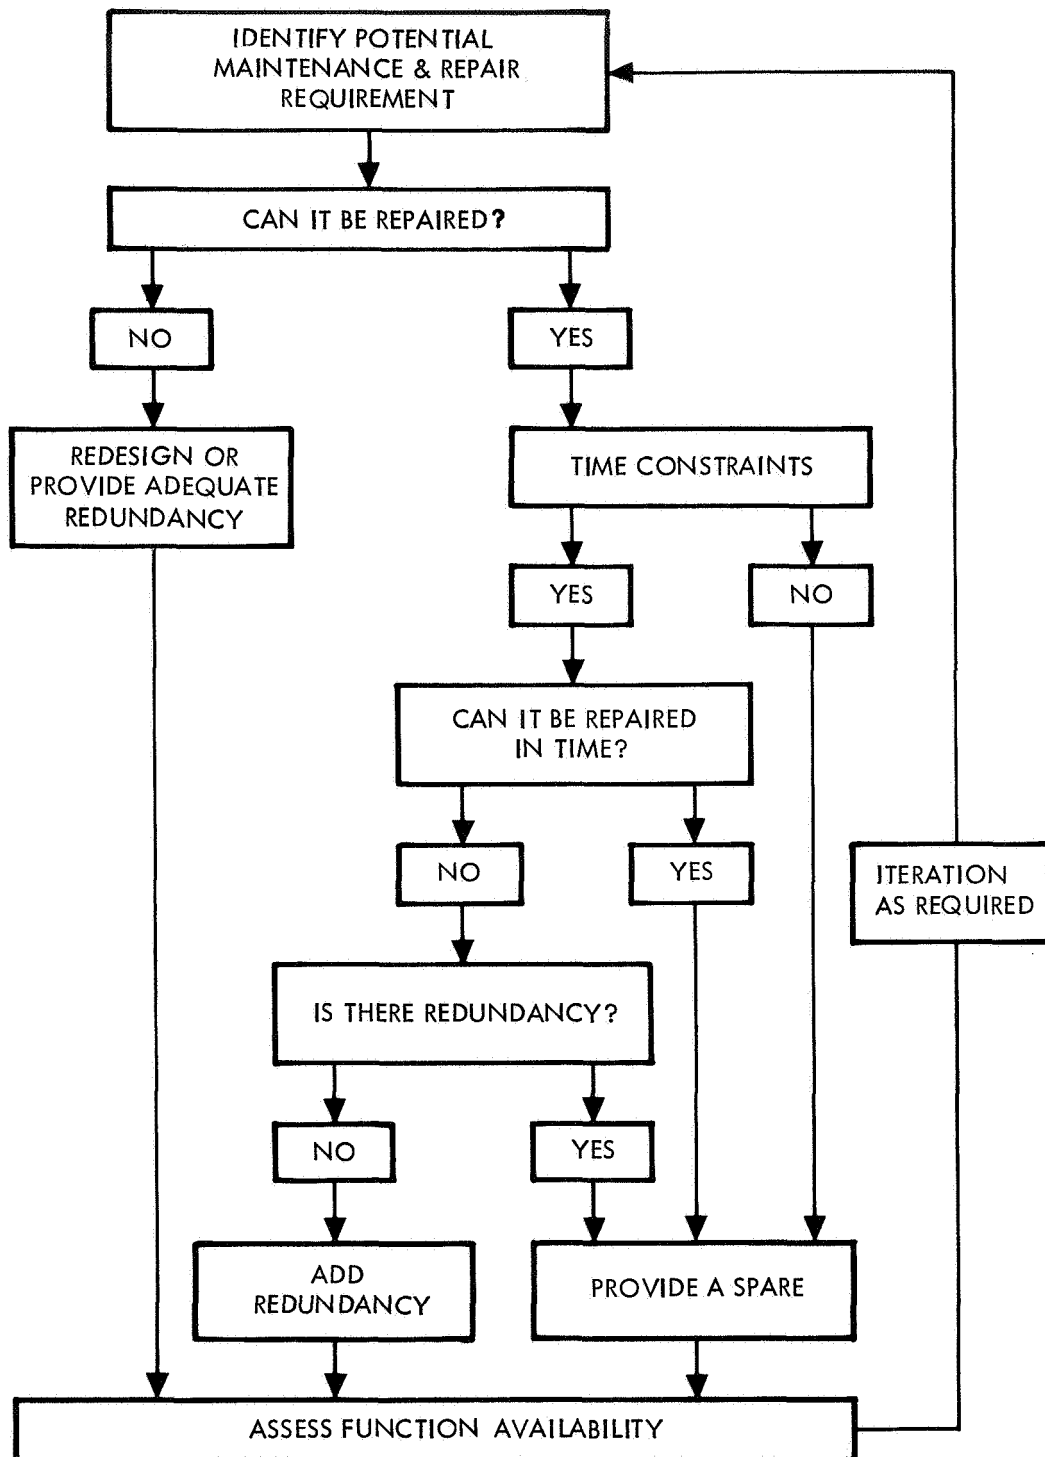 IDENTIFY POTENTIAL
MAINTENANCE & REPAIR
REQUIREMENT
CAN IT BE REPAIRED?
NO
YES
REDESIGN OR
PROVIDE ADEQUATE
REDUNDANCY
TIME CONSTRAINTS
YES
NO
CAN IT BE REPAIRED
IN TIME?
NO
YES
ITERATION
AS REQUIRED
IS THERE REDUNDANCY?
NO
YES
ADD
REDUNDANCY
PROVIDE A SPARE
ASSESS FUNCTION AVAILABILITY